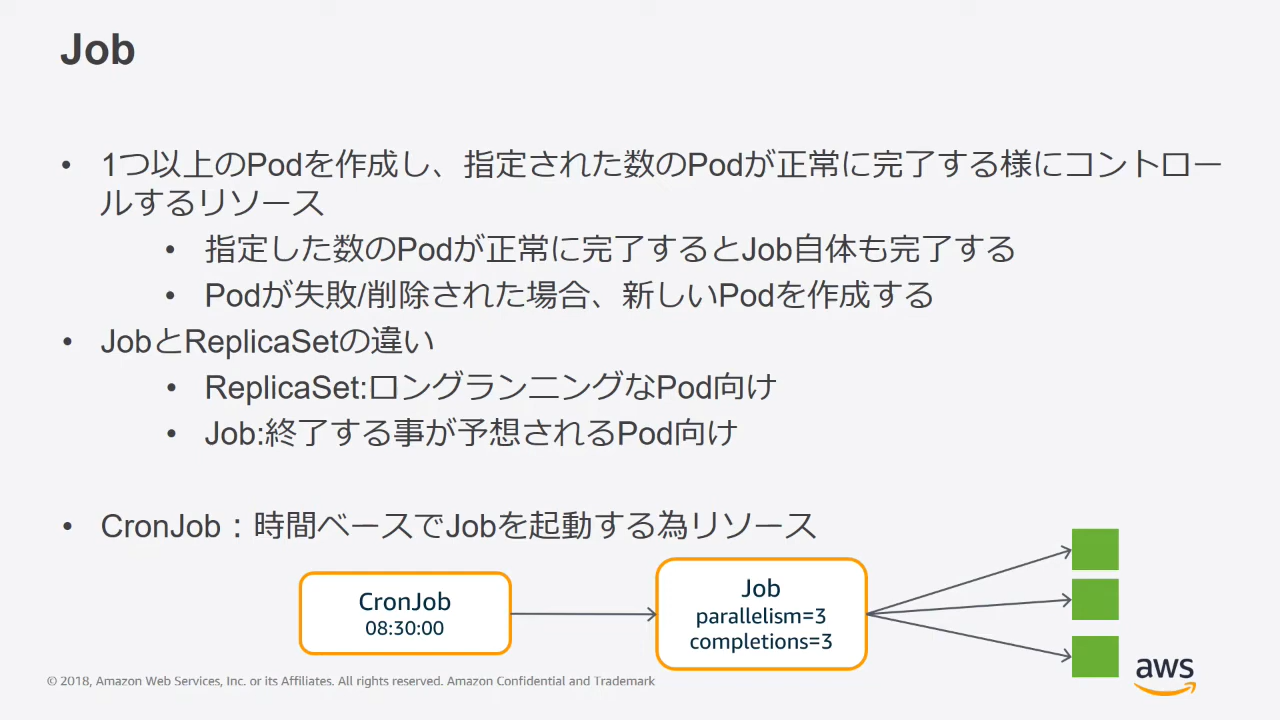 Job
• 1つ以上のPodを作成し、指定された数のPodが正常に完了する様にコントロー
ルするリソース
• 指定した数のPodが正常に完了するとJob自体も完了する
• Podが失敗/削除された場合、新しいPodを作成する
• JobとReplicaSetの違い
• ReplicaSet:ロングランニングなPod向け
• Job:終了する事が予想されるPod向け
• CronJob：時間ベースでJobを起動する為リソース
CronJob
08:30:00
Job
parallelism=3
completions=3
© 2018, Amazon Web Services, Inc. or its Affiliates. All rights reserved. Amazon Confidential and Trademark
aws